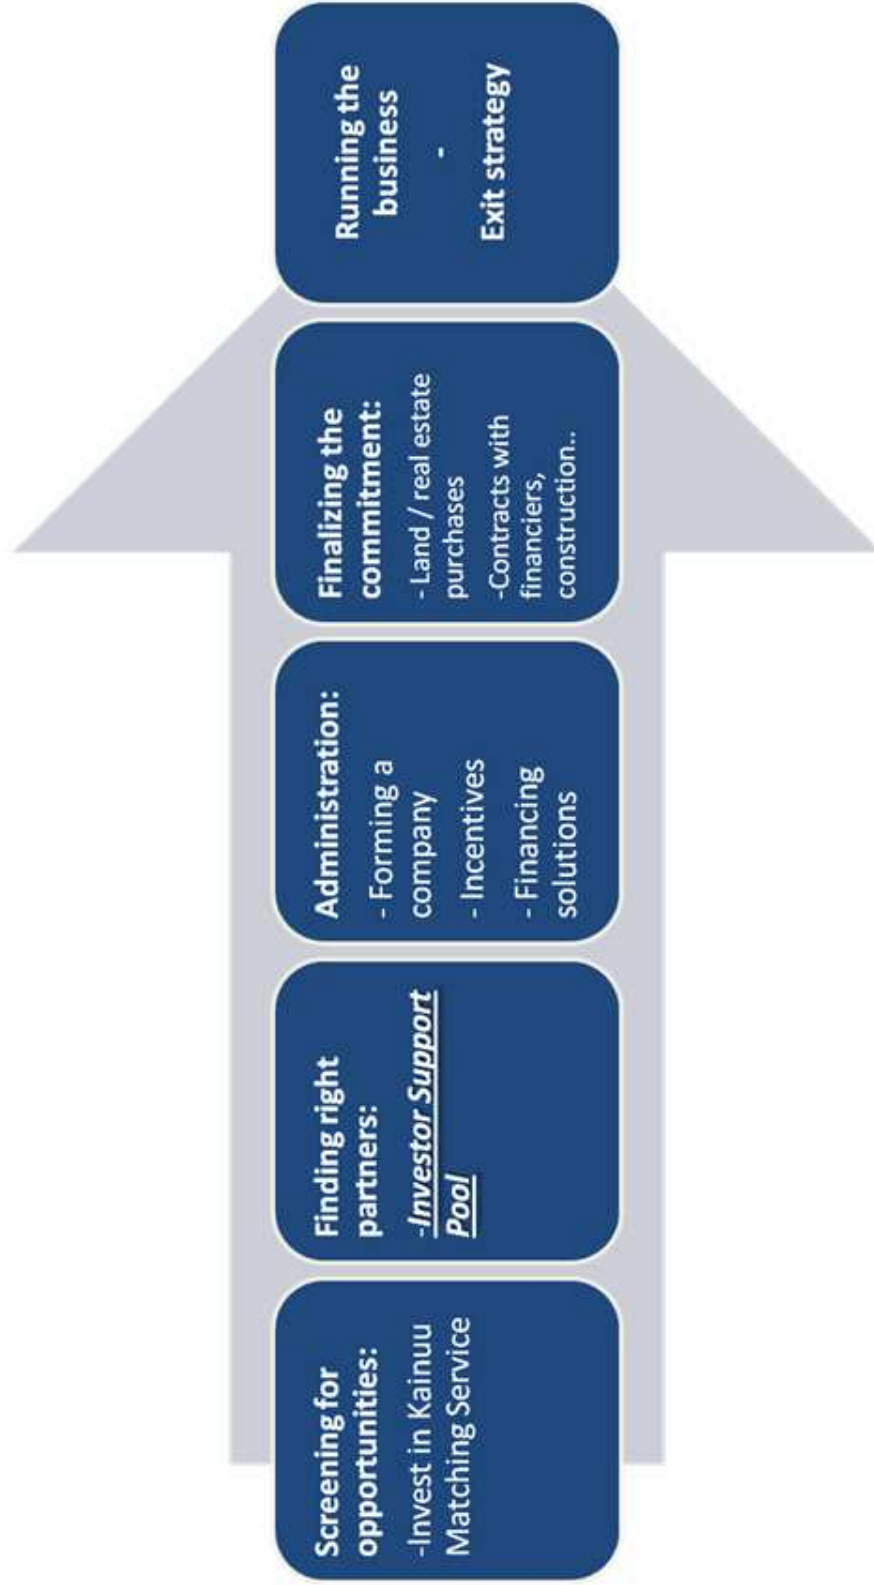 Screening for
opportunities:
-Invest in Kainuu
Matching Service
Finding right
partners:
-Investor Support
Pool
Administration:
- Forming a
company
- Incentives
- Financing
solutions
Finalizing the
commitment:
- Land / real estate
purchases
-Contracts with
financiers,
construction..
Running the
business
-
Exit strategy